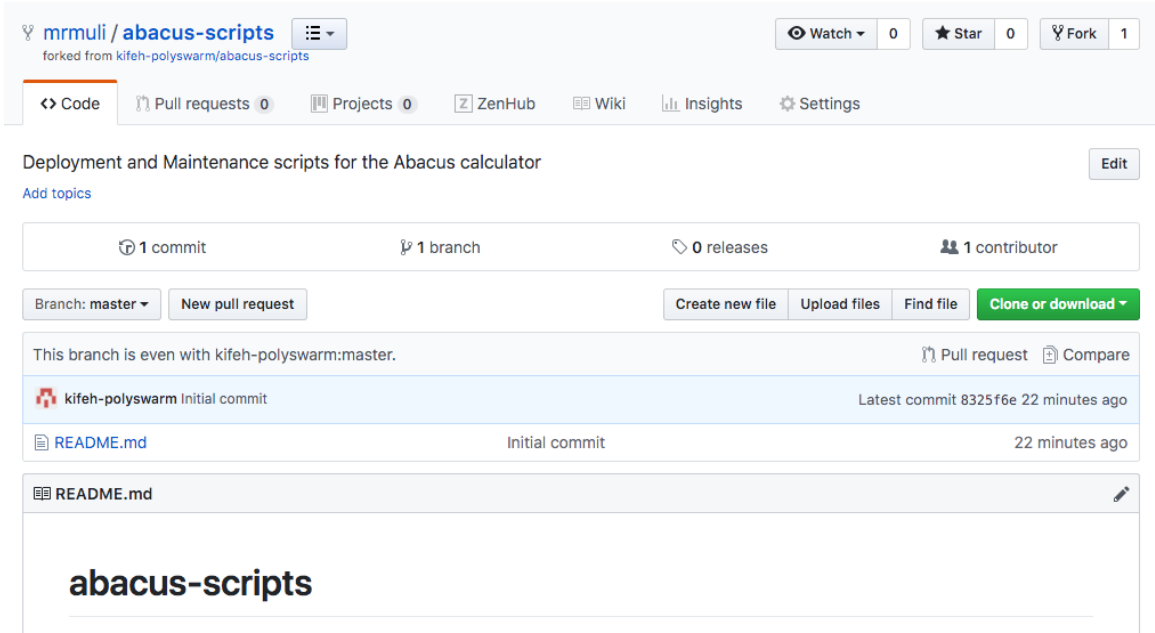 mrmuli / abacus-scripts
forked from kifeh-polyswarm/abacus-scripts
Watch 0 Star 0 Fork 1
Code Pull requests 0 Projects 0 ZenHub Wiki Insights Settings
Deployment and Maintenance scripts for the Abacus calculator Edit
Add topics
1 commit 1 branch 0 releases 1 contributor
Branch: master New pull request Create new file Upload files Find file Clone or download
This branch is even with kifeh-polyswarm:master. Pull request Compare
kifeh-polyswarm Initial commit Latest commit 8325f6e 22 minutes ago
README.md Initial commit 22 minutes ago
README.md
abacus-scripts